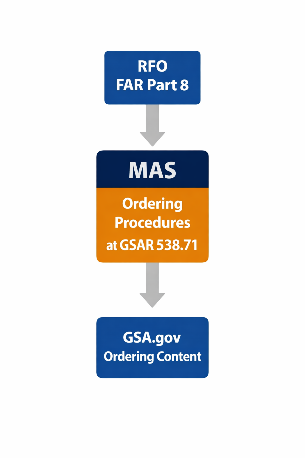 RFO
FAR Part 8
MAS
Ordering
Procedures
at GSAR 538.71
GSA.gov
Ordering Content